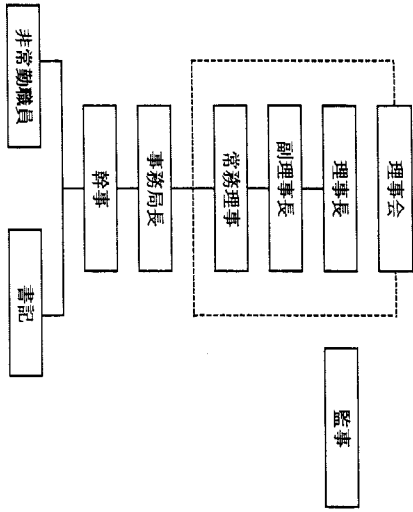 理事会
理事長
副理事長
常務理事
監事
事務局長
幹事
非常勤職員
書記